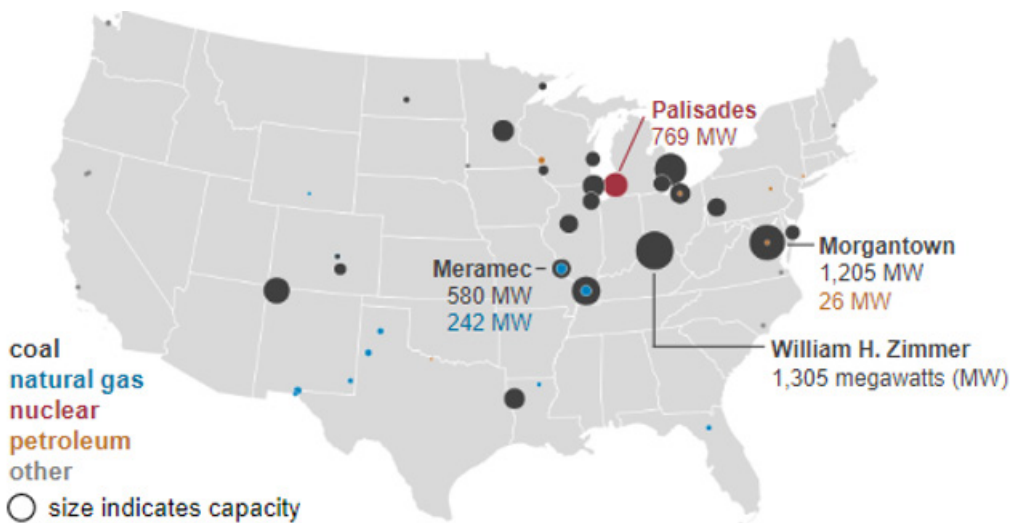 Palisades
769 MW
Meramec
580 MW
242 MW
Morgantown
1,205 MW
26 MW
William H. Zimmer
1,305 megawatts (MW)
coal
natural gas
nuclear
petroleum
other
size indicates capacity